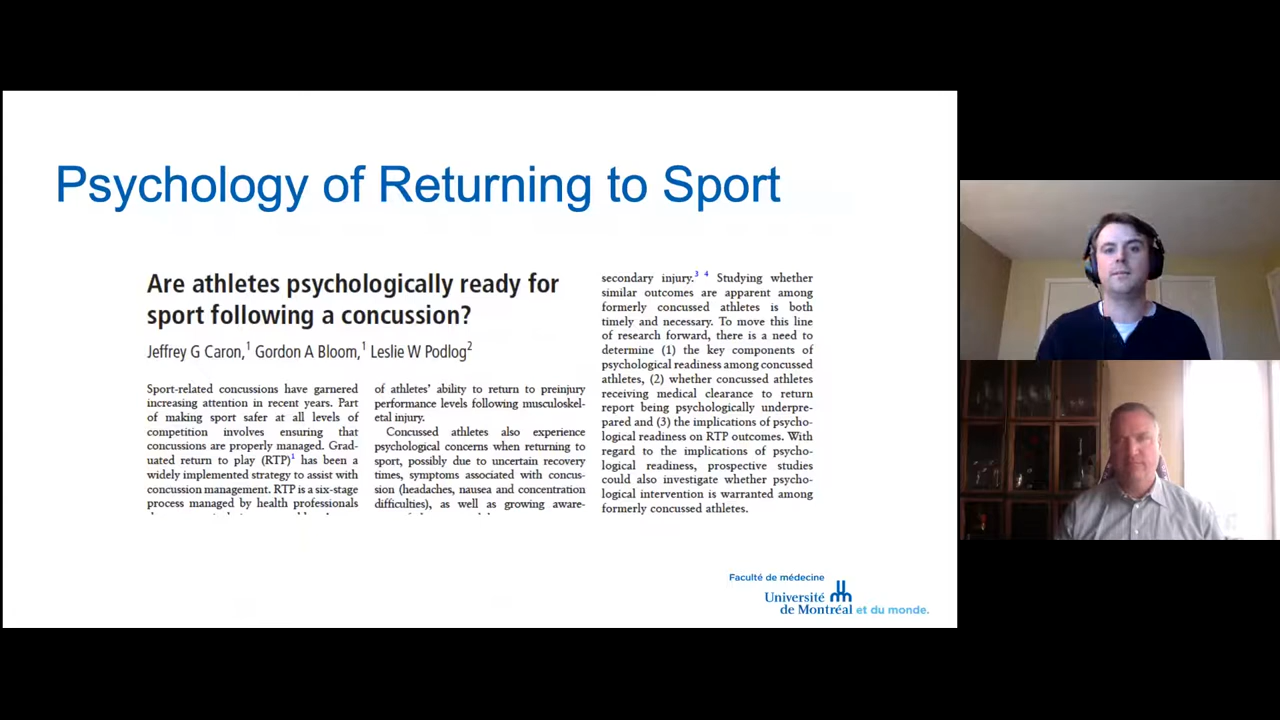 Psychology of Returning to Sport
Are athletes psychologically ready for
sport following a concussion?
Jeffrey G Caron,1 Gordon A Bloom,1 Leslie W Podlog2
Sport-related concussions have garnered
increasing attention in recent years. Part
of making sport safer at all levels of
competition involves ensuring that
concussions are properly managed. Grad-
uated return to play (RTP)1 has been a
widely implemented strategy to assist with
concussion management. RTP is a six-stage
process managed by health professionals
of athletes' ability to return to preinjury
performance levels following musculoskel-
etal injury.
Concussed athletes also experience
psychological concerns when returning to
sport, possibly due to uncertain recovery
times, symptoms associated with concus-
sion (headaches, nausea and concentration
difficulties), as well as growing aware-
secondary injury.3 4 Studying whether
similar outcomes are apparent among
formerly concussed athletes is both
timely and necessary. To move this line
of research forward, there is a need to
determine (1) the key components of
psychological readiness among concussed
athletes, (2) whether concussed athletes
receiving medical clearance to return
report being psychologically underpre-
pared and (3) the implications of psycho-
logical readiness on RTP outcomes. With
regard to the implications of psycho-
logical readiness, prospective studies
could also investigate whether psycho-
logical intervention is warranted among
formerly concussed athletes.
Faculté de médecine
Université
de Montréal et du monde.